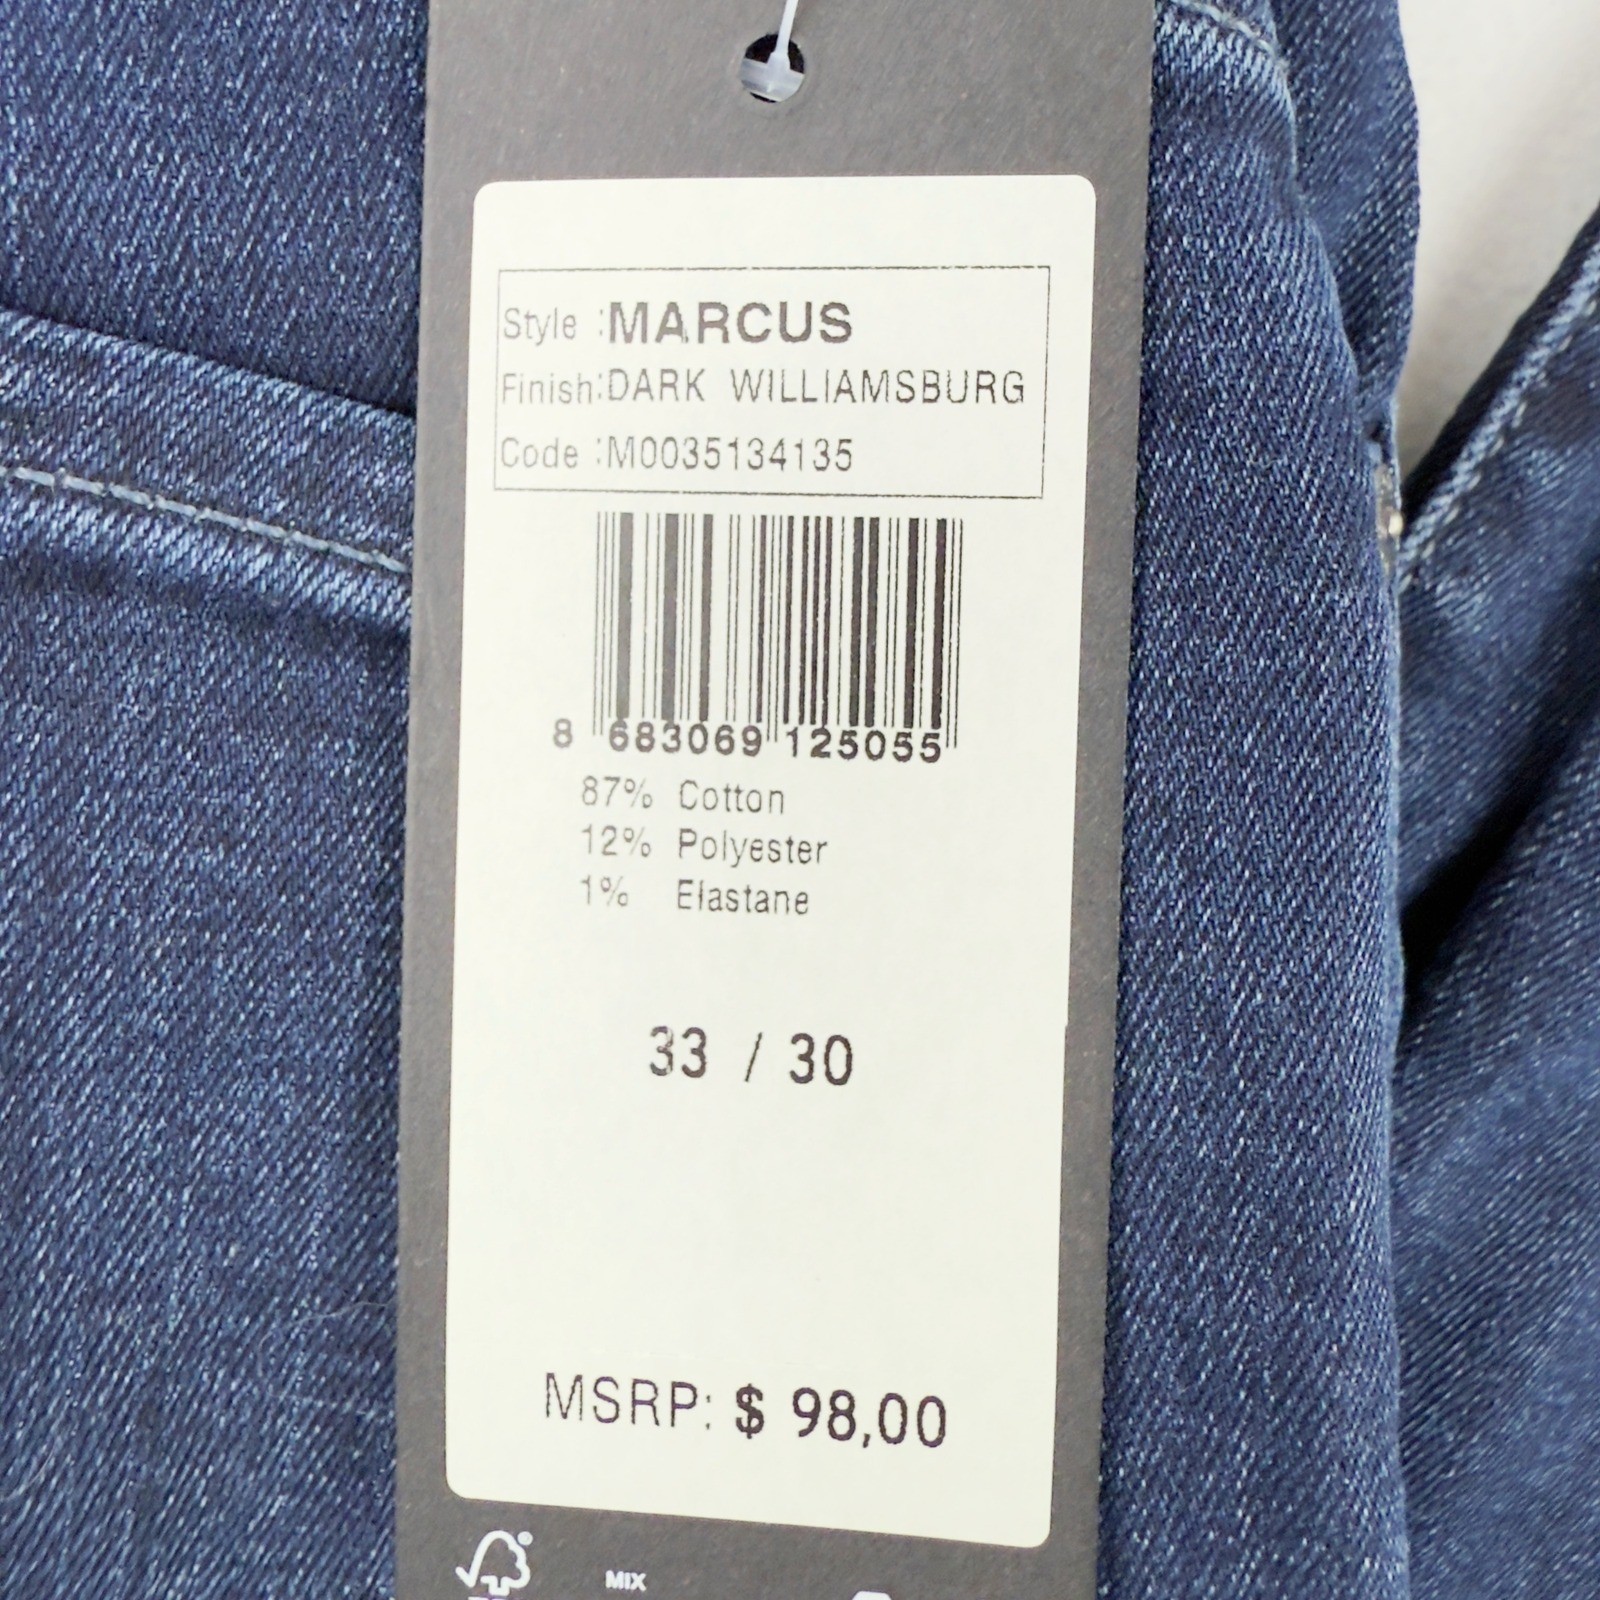 Style :MARCUS
Finish:DARK WILLIAMSBURG
Code :M0035134135
8 683069 125055
87% Cotton
12% Polyester
1% Elastane
33 / 30
MSRP: $ 98,00
MIX